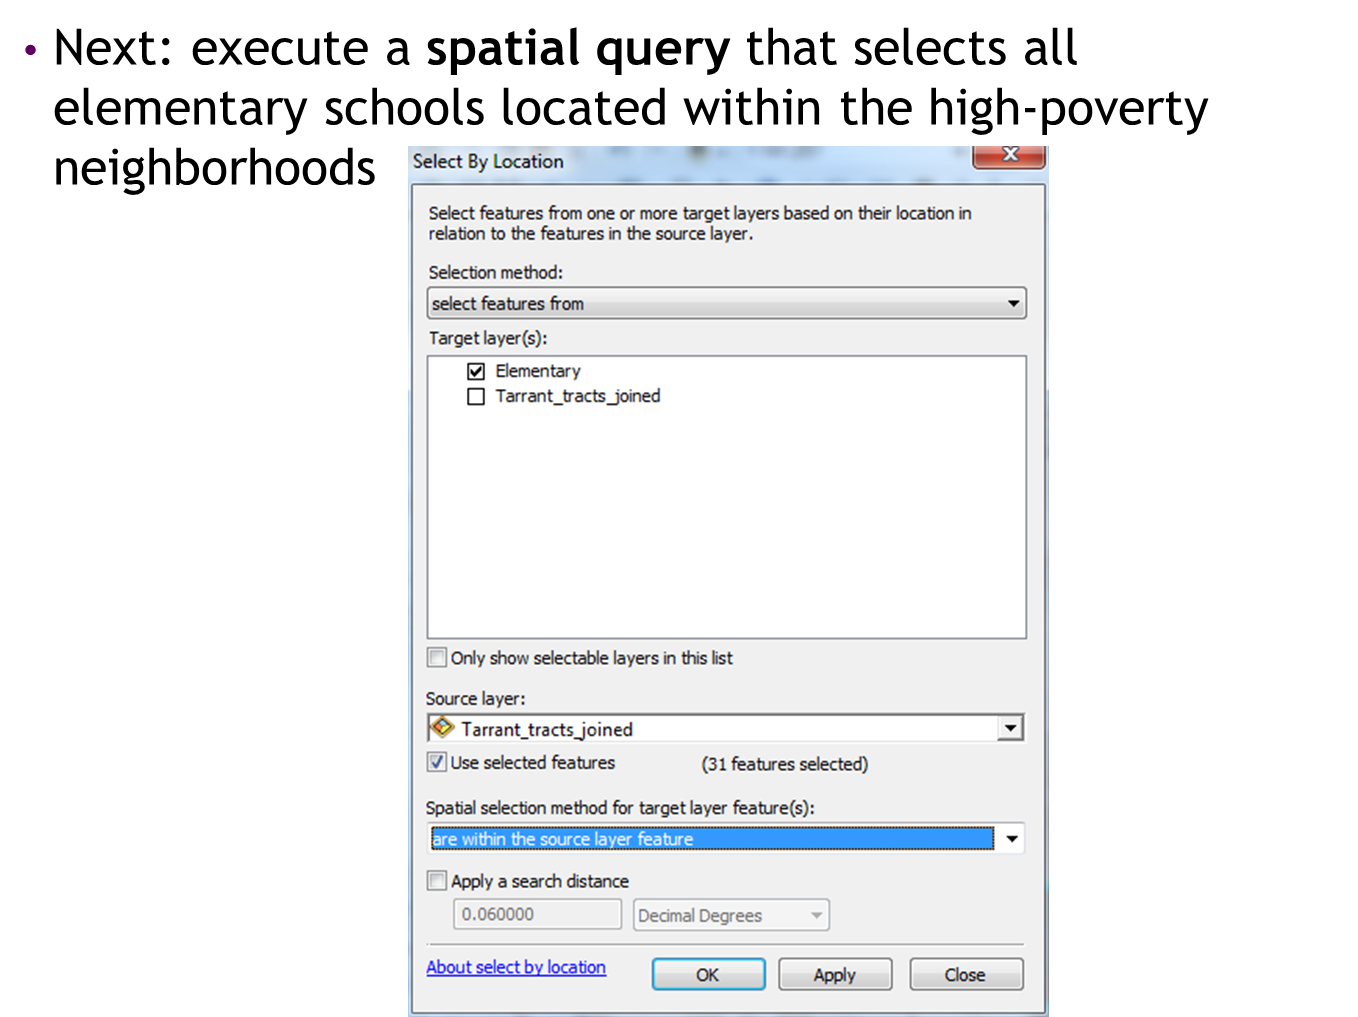 • Next: execute a spatial query that selects all
elementary schools located within the high-poverty
neighborhoods
Select By Location
Select features from one or more target layers based on their location in
relation to the features in the source layer.
Selection method:
select features from
Target layer(s):
Elementary
Tarrant_tracts_joined
Only show selectable layers in this list
Source layer:
Tarrant_tracts_joined
Use selected features (31 features selected)
Spatial selection method for target layer feature(s):
are within the source layer feature
Apply a search distance
0.060000 Decimal Degrees
About select by location OK Apply Close